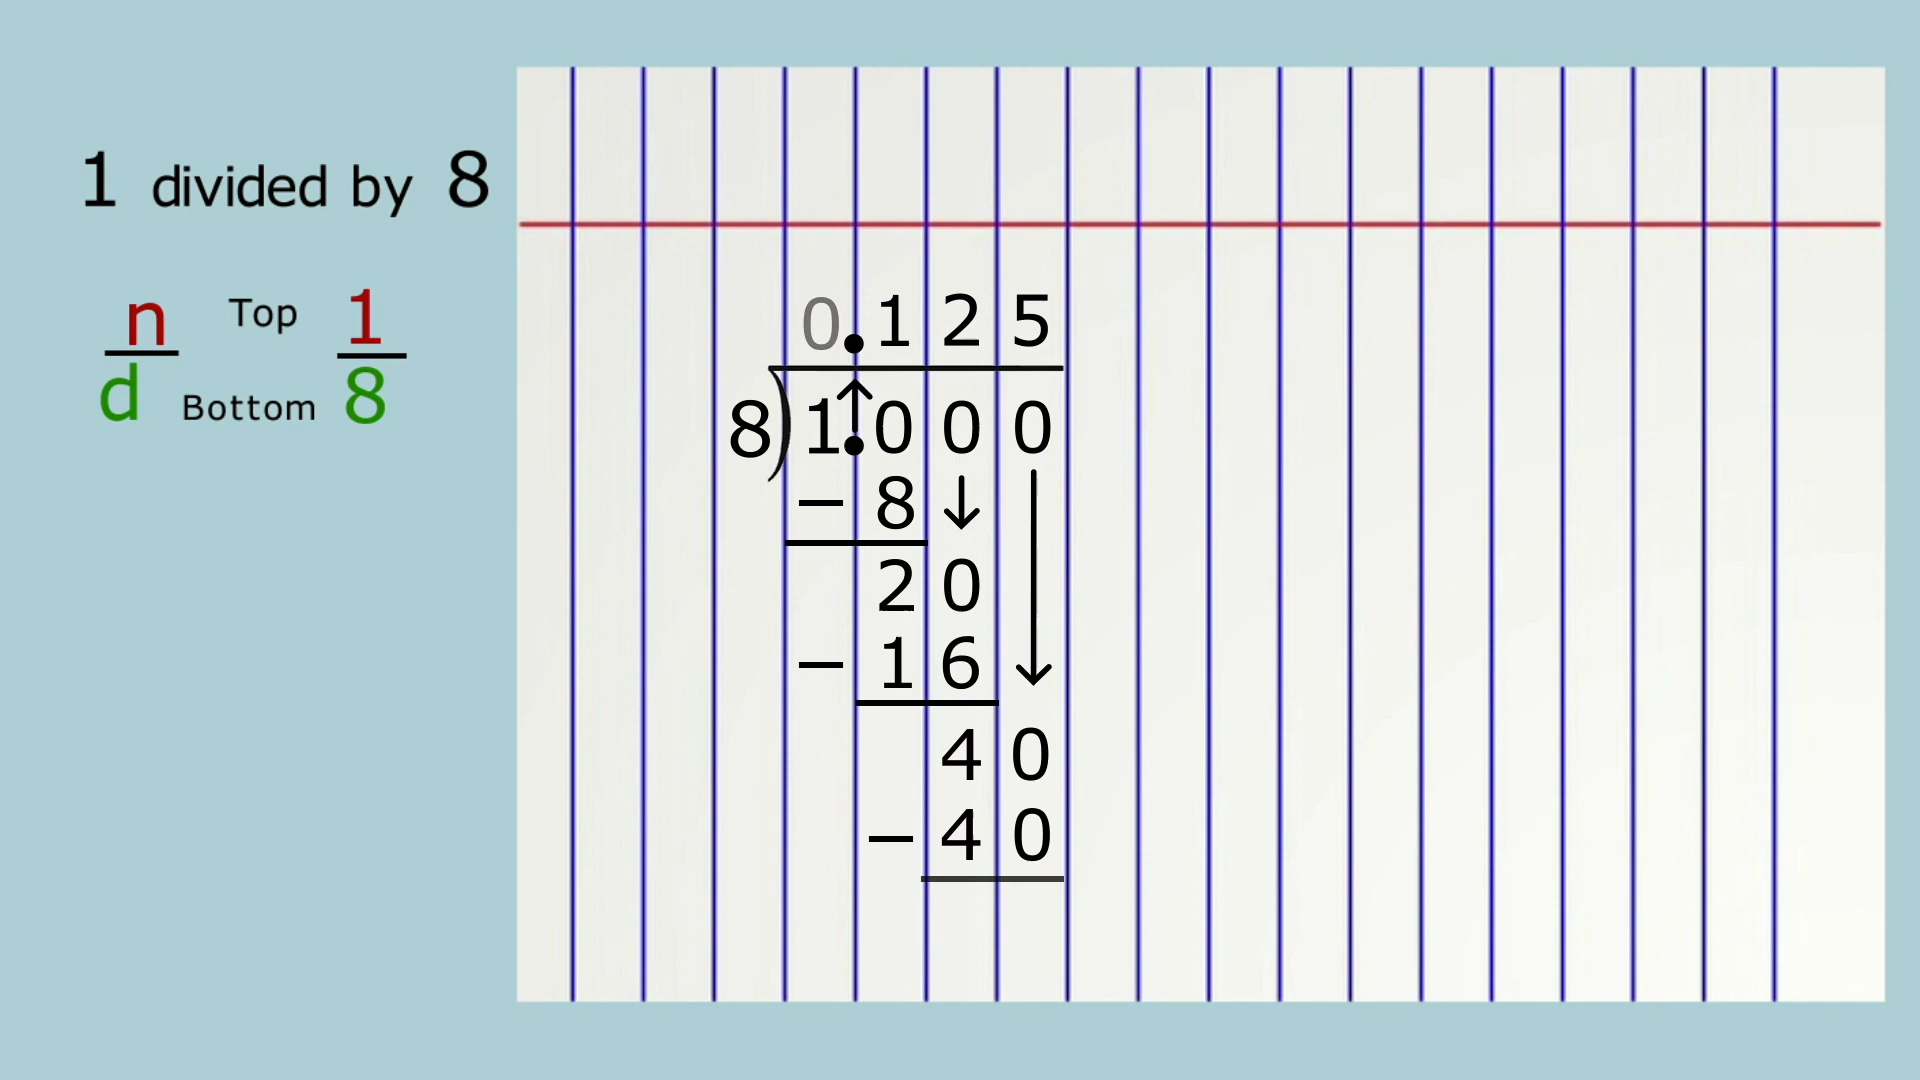 1 divided by 8
n Top 1
d Bottom 8
0.125
8)1.000
− 8
20
− 16
40
− 40